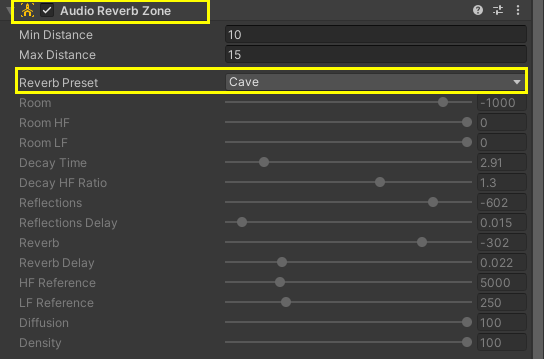 Audio Reverb Zone
Min Distance 10
Max Distance 15
Reverb Preset Cave
Room -1000
Room HF 0
Room LF 0
Decay Time 2.91
Decay HF Ratio 1.3
Reflections -602
Reflections Delay 0.015
Reverb -302
Reverb Delay 0.022
HF Reference 5000
LF Reference 250
Diffusion 100
Density 100